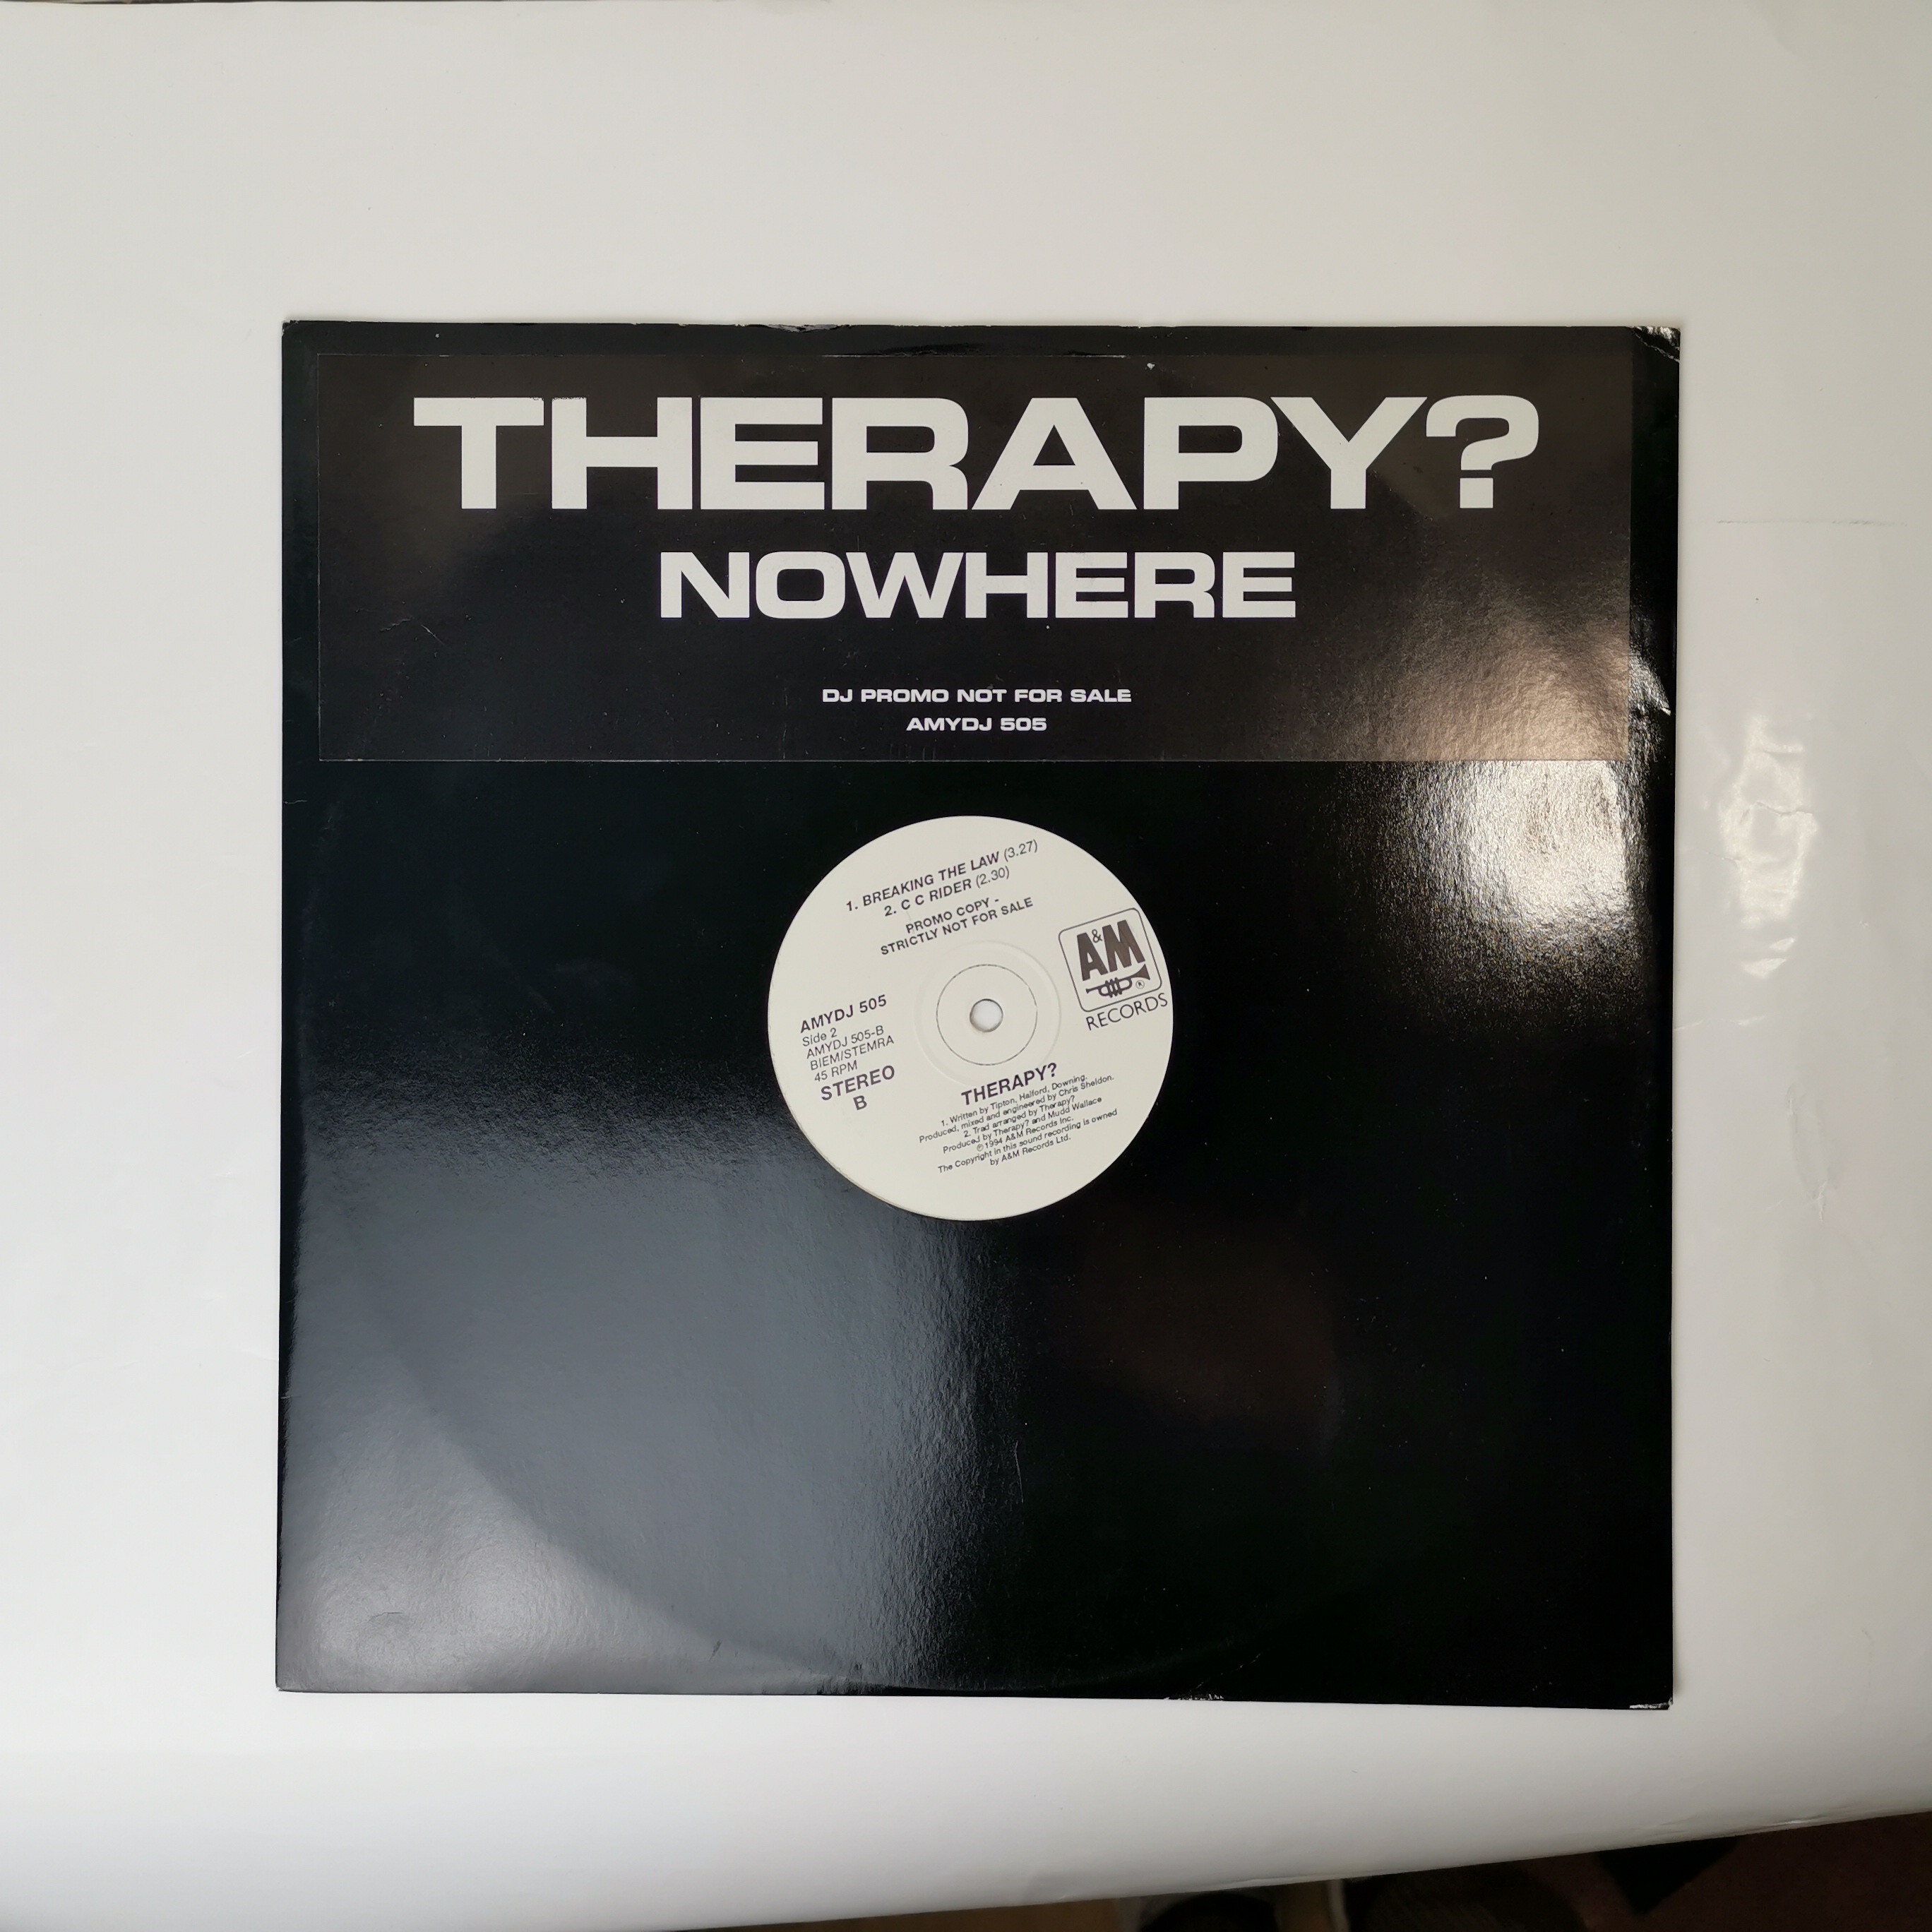 THERAPY?
NOWHERE
DJ PROMO NOT FOR SALE
AMYDJ 505
1. BREAKING THE LAW (3.27)
2. C C RIDER (2.30)
PROMO COPY -
STRICTLY NOT FOR SALE
A&M
RECORDS
AMYDJ 505
Side 2
AMYDJ 505-B
BIEM/STEMRA
45 RPM
STEREO
B
THERAPY?
1. Written by Tipton, Halford, Downing.
Produced, mixed and engineered by Chris Sheldon.
2. Trad arranged by Therapy?
Produced by Therapy? and Mudd Wallace
℗1994 A&M Records Inc.
The Copyright in this sound recording is owned
by A&M Records Ltd.